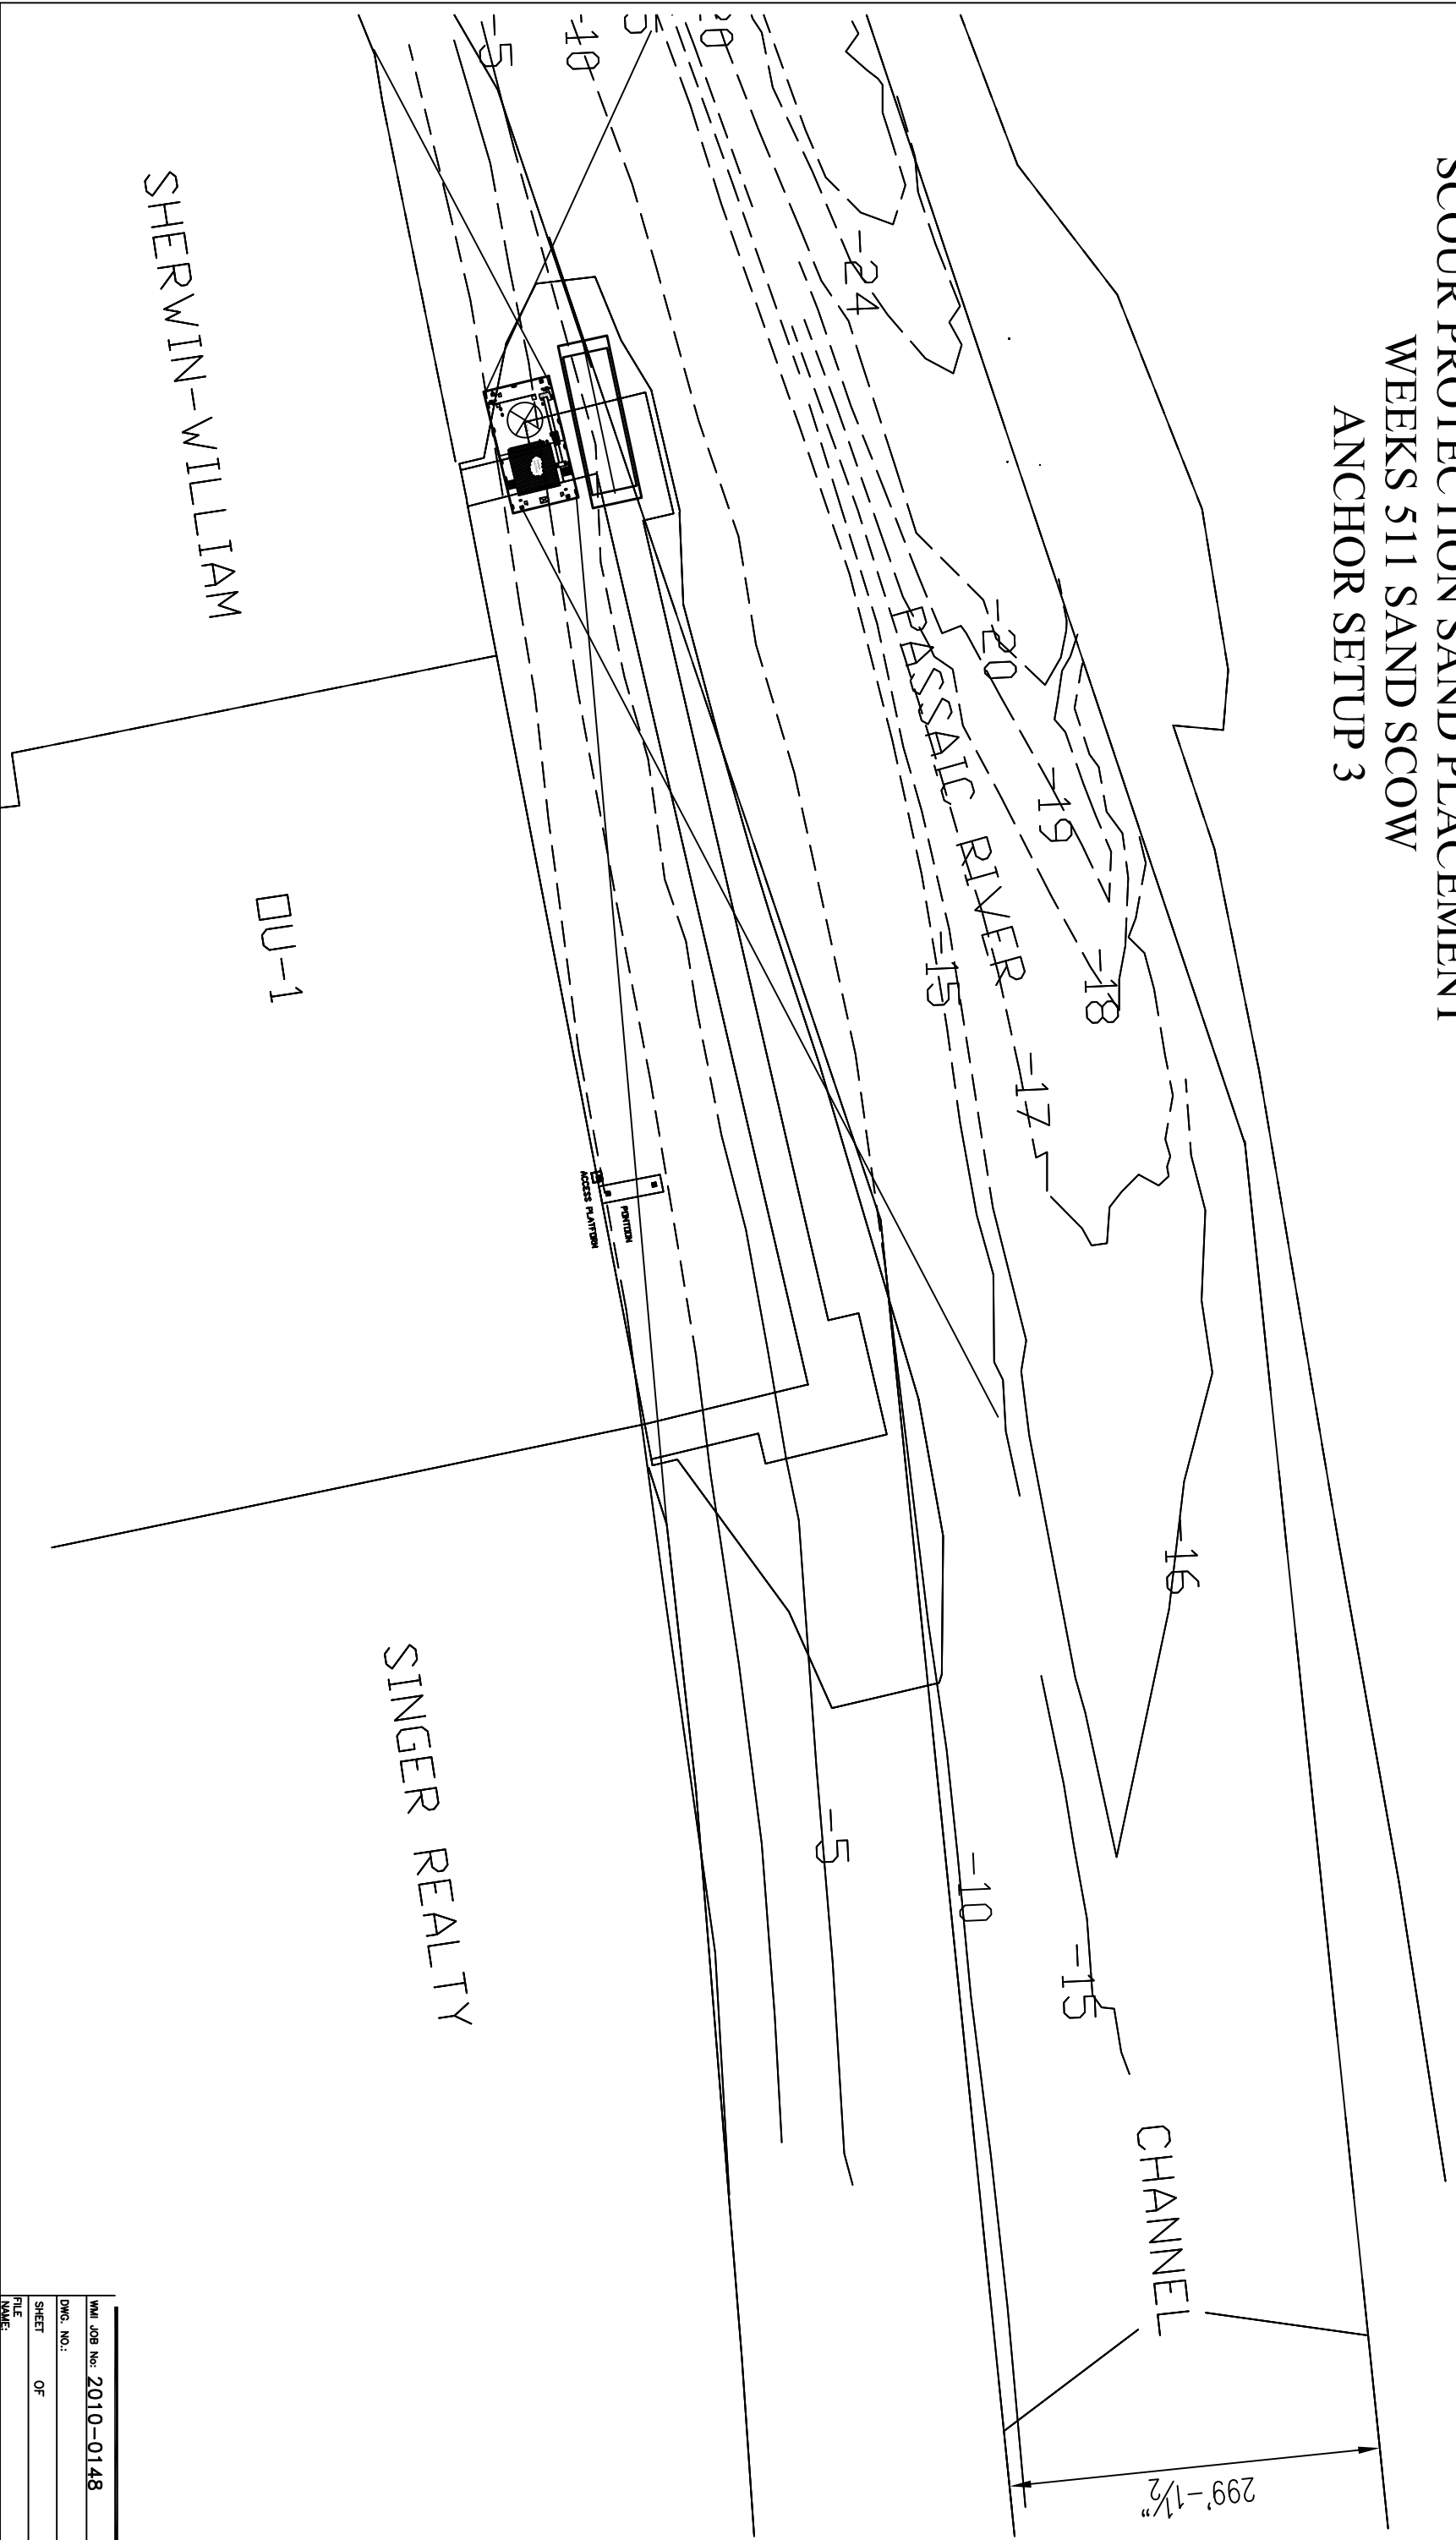 SCOUR PROTECTION SAND PLACEMENT
WEEKS 511 SAND SCOW
ANCHOR SETUP 3
-5
-10
-24
-20
-19
-18
-17
-15
-16
PASSAIC RIVER
SHERWIN-WILLIAM
OU-1
PONTOON
ACCESS PLATFORM
SINGER REALTY
-5
-10
-15
CHANNEL
299'-1½"
WMI JOB No: 2010-0148
DWG. NO.:
SHEET OF
FILE
NAME: